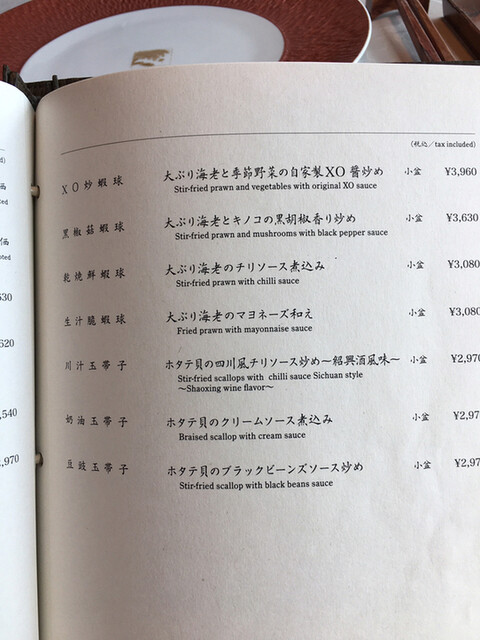 (税込/tax included)
XO炒蝦球 大ぶり海老と季節野菜の自家製XO醬炒め 小盆 ¥3,960
Stir-fried prawn and vegetables with original XO sauce
黒椒菇蝦球 大ぶり海老とキノコの黒胡椒香り炒め 小盆 ¥3,630
Stir-fried prawn and mushrooms with black pepper sauce
乾焼鮮蝦球 大ぶり海老のチリソース煮込み 小盆 ¥3,080
Stir-fried prawn with chilli sauce
生汁脆蝦球 大ぶり海老のマヨネーズ和え 小盆 ¥3,080
Fried prawn with mayonnaise sauce
川汁玉帯子 ホタテ貝の四川風チリソース炒め〜紹興酒風味〜 小盆 ¥2,970
Stir-fried scallops with chilli sauce Sichuan style
〜Shaoxing wine flavor〜
奶油玉帯子 ホタテ貝のクリームソース煮込み 小盆 ¥2,97
Braised scallop with cream sauce
豆豉玉帯子 ホタテ貝のブラックビーンズソース炒め 小盆 ¥2,97
Stir-fried scallop with black beans sauce
630
620
,540
,970